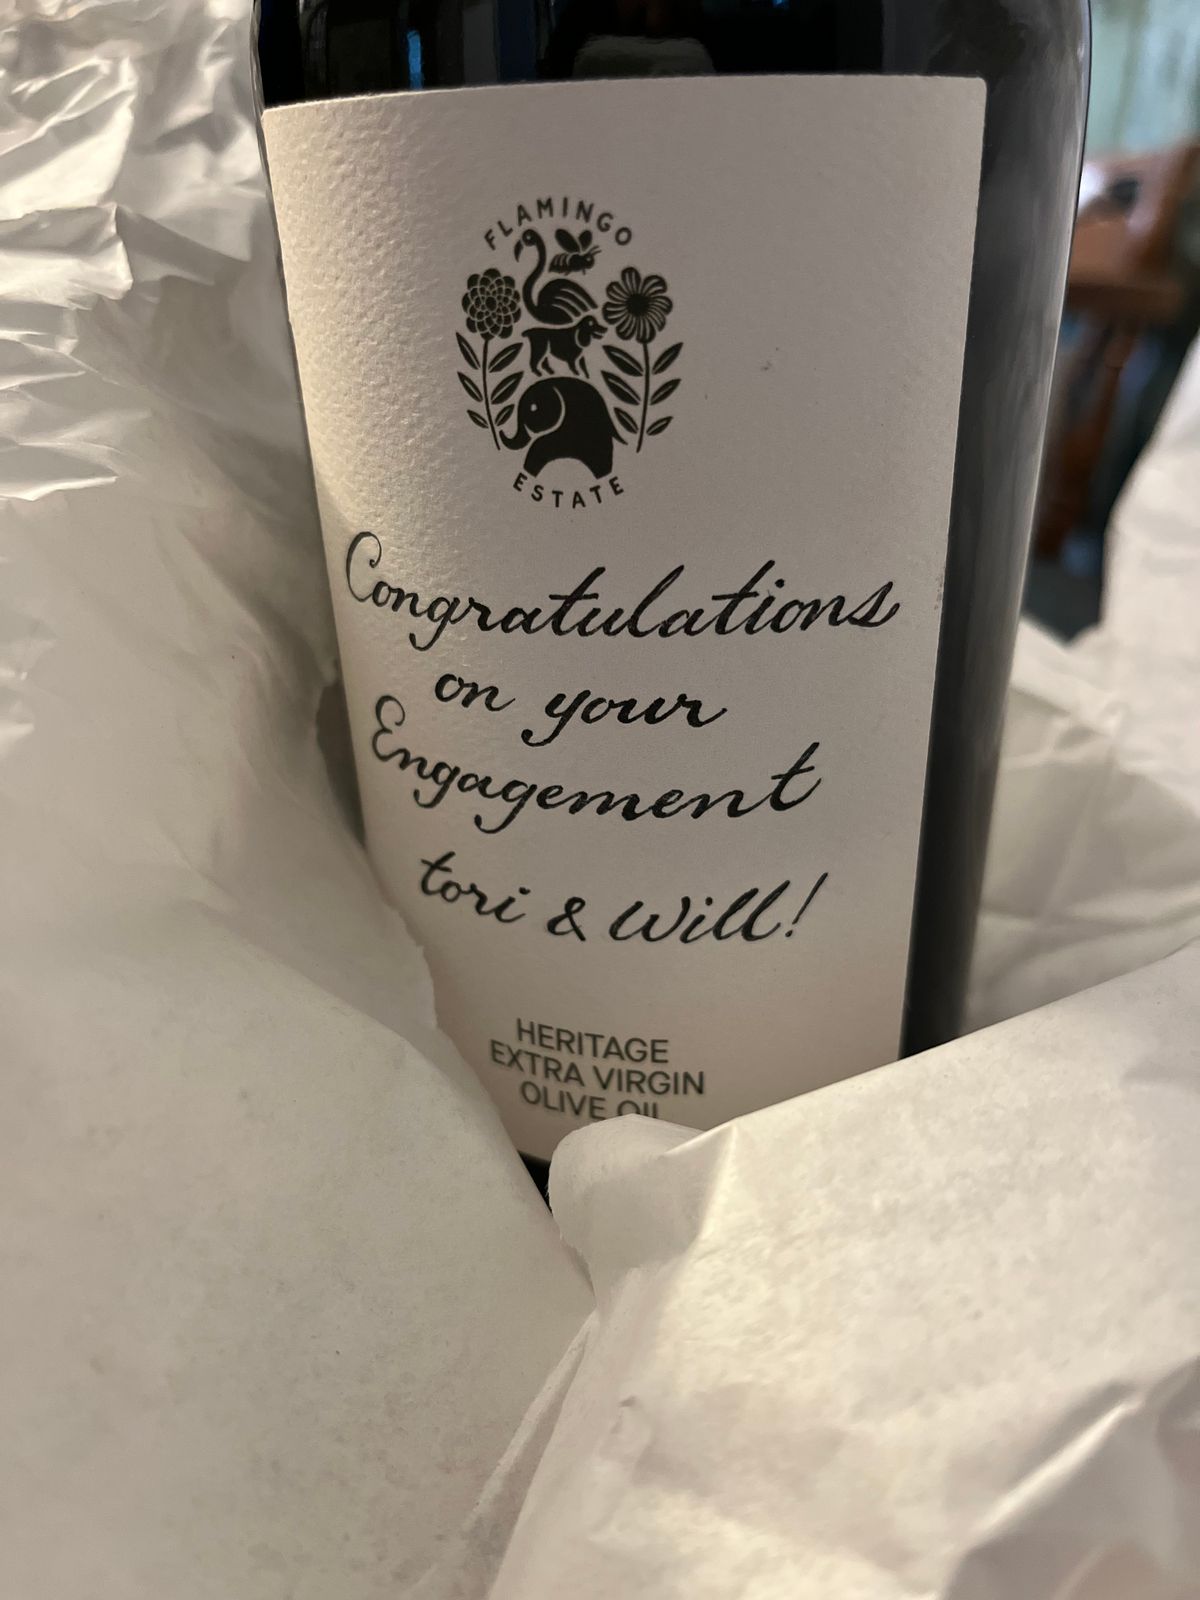 FLAMINGO
ESTATE
Congratulations
on your
Engagement
tori & Will!
HERITAGE
EXTRA VIRGIN
OLIVE OIL